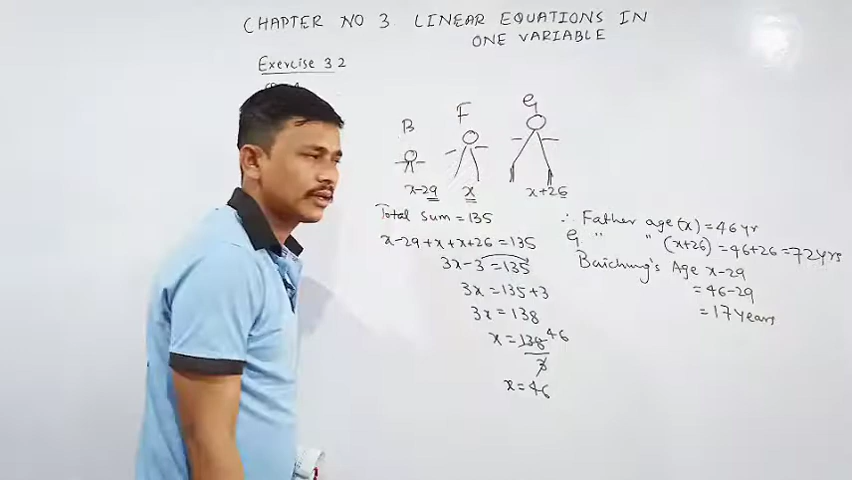 CHAPTER NO 3 LINEAR EQUATIONS IN
ONE VARIABLE
Exercise 3.2
B F G
x-29 x x+26
Total Sum = 135
x-29+x+x+26 = 135
3x-3 = 135
3x = 135+3
3x = 138
x = 138 46
3
x = 46
∴ Father age (x) = 46 yr
G " " (x+26) = 46+26 = 72 yrs
Baichung's Age x-29
= 46-29
= 17 years